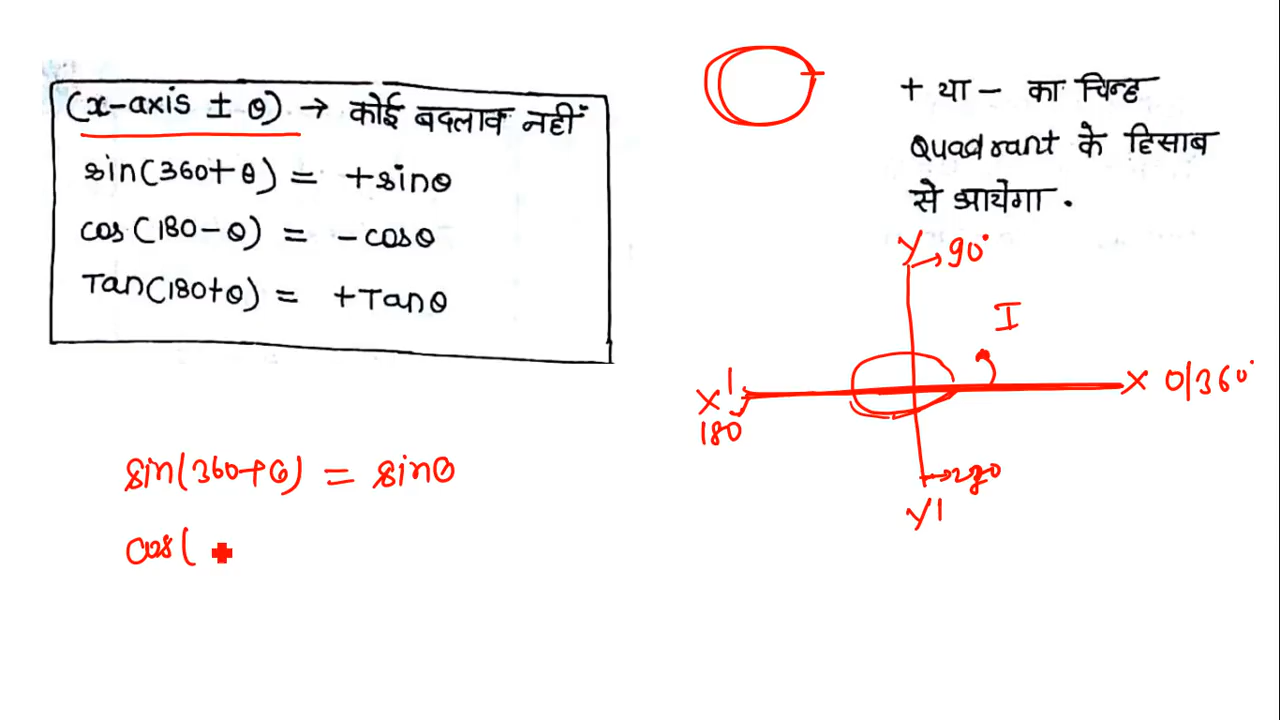 (x-axis ± θ) → कोई बदलाव नहीं
sin(360+θ) = +sinθ
cos(180-θ) = -cosθ
Tan(180+θ) = +Tanθ
+ या - का चिन्ह
Quadrant के हिसाब
से आयेगा.
Y → 90°
I
X' X 0/360°
180
→270
Y'
sin(360+θ) = sinθ
cos(